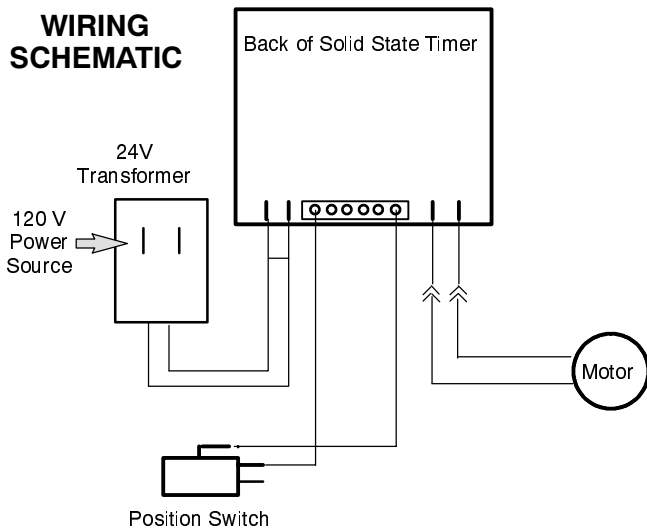 WIRING
SCHEMATIC
Back of Solid State Timer
24V
Transformer
120 V
Power
Source
Motor
Position Switch